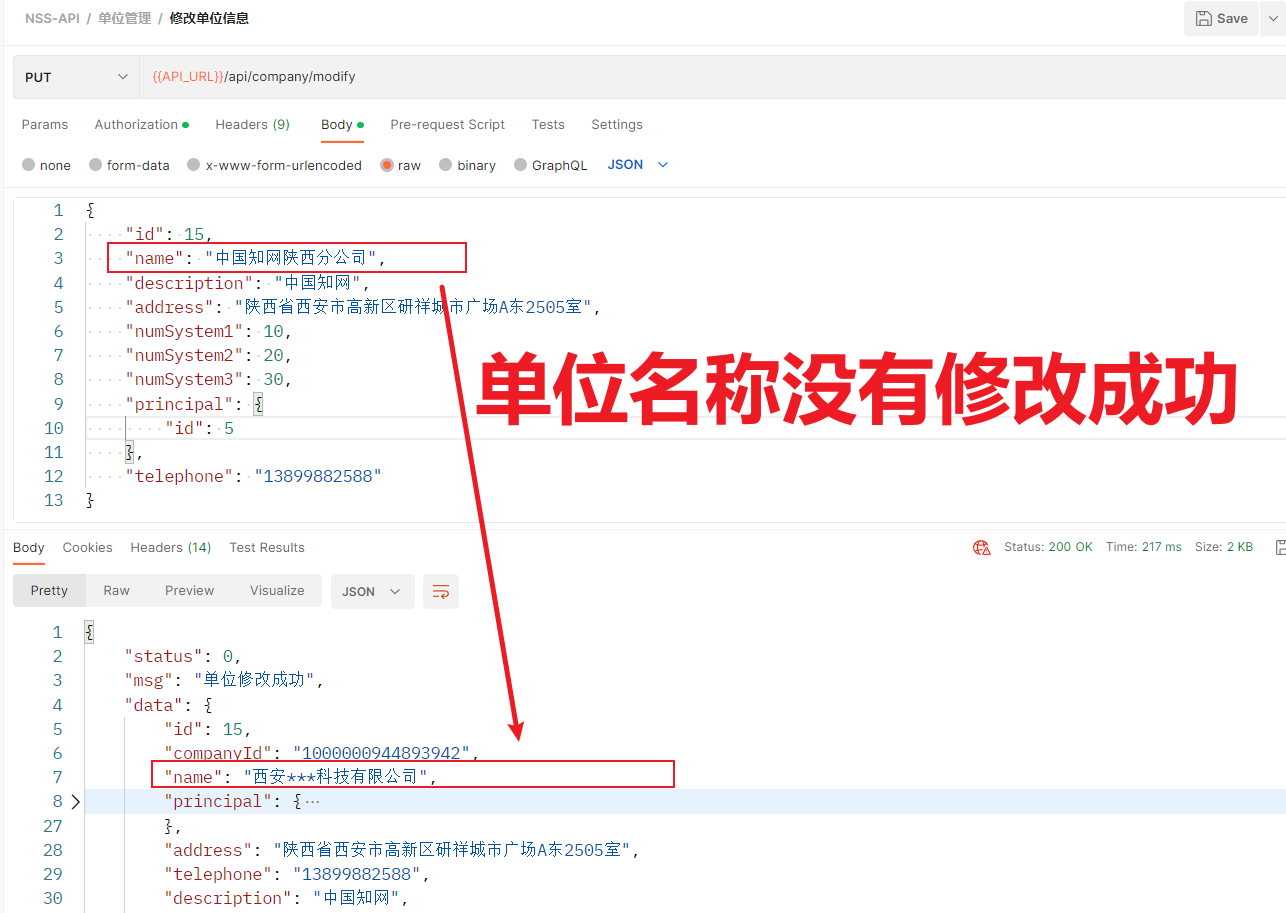 NSS-API / 单位管理 / 修改单位信息
Save
PUT {{API_URL}}/api/company/modify
Params Authorization Headers (9) Body Pre-request Script Tests Settings
none form-data x-www-form-urlencoded raw binary GraphQL JSON
1 {
2 "id": 15,
3 "name": "中国知网陕西分公司",
4 "description": "中国知网",
5 "address": "陕西省西安市高新区研祥城市广场A东2505室",
6 "numSystem1": 10,
7 "numSystem2": 20,
8 "numSystem3": 30,
9 "principal": {
10 "id": 5
11 },
12 "telephone": "13899882588"
13 }
单位名称没有修改成功
Body Cookies Headers (14) Test Results Status: 200 OK Time: 217 ms Size: 2 KB
Pretty Raw Preview Visualize JSON
1 {
2 "status": 0,
3 "msg": "单位修改成功",
4 "data": {
5 "id": 15,
6 "companyId": "1000000944893942",
7 "name": "西安***科技有限公司",
8 "principal": {…
27 },
28 "address": "陕西省西安市高新区研祥城市广场A东2505室",
29 "telephone": "13899882588",
30 "description": "中国知网",